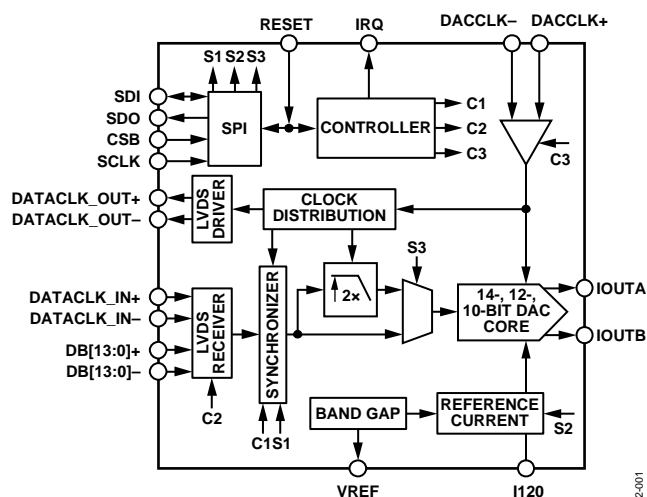 RESET IRQ DACCLK– DACCLK+
S1 S2 S3
SDI
SDO
CSB
SCLK
SPI
CONTROLLER
C1
C2
C3
C3
DATACLK_OUT+
DATACLK_OUT–
LVDS
DRIVER
CLOCK
DISTRIBUTION
S3
DATACLK_IN+
DATACLK_IN–
DB[13:0]+
DB[13:0]–
LVDS
RECEIVER
SYNCHRONIZER
2×
14-, 12-,
10-BIT DAC
CORE
IOUTA
IOUTB
C2
C1S1
BAND GAP
REFERENCE
CURRENT
S2
VREF I120
2-001